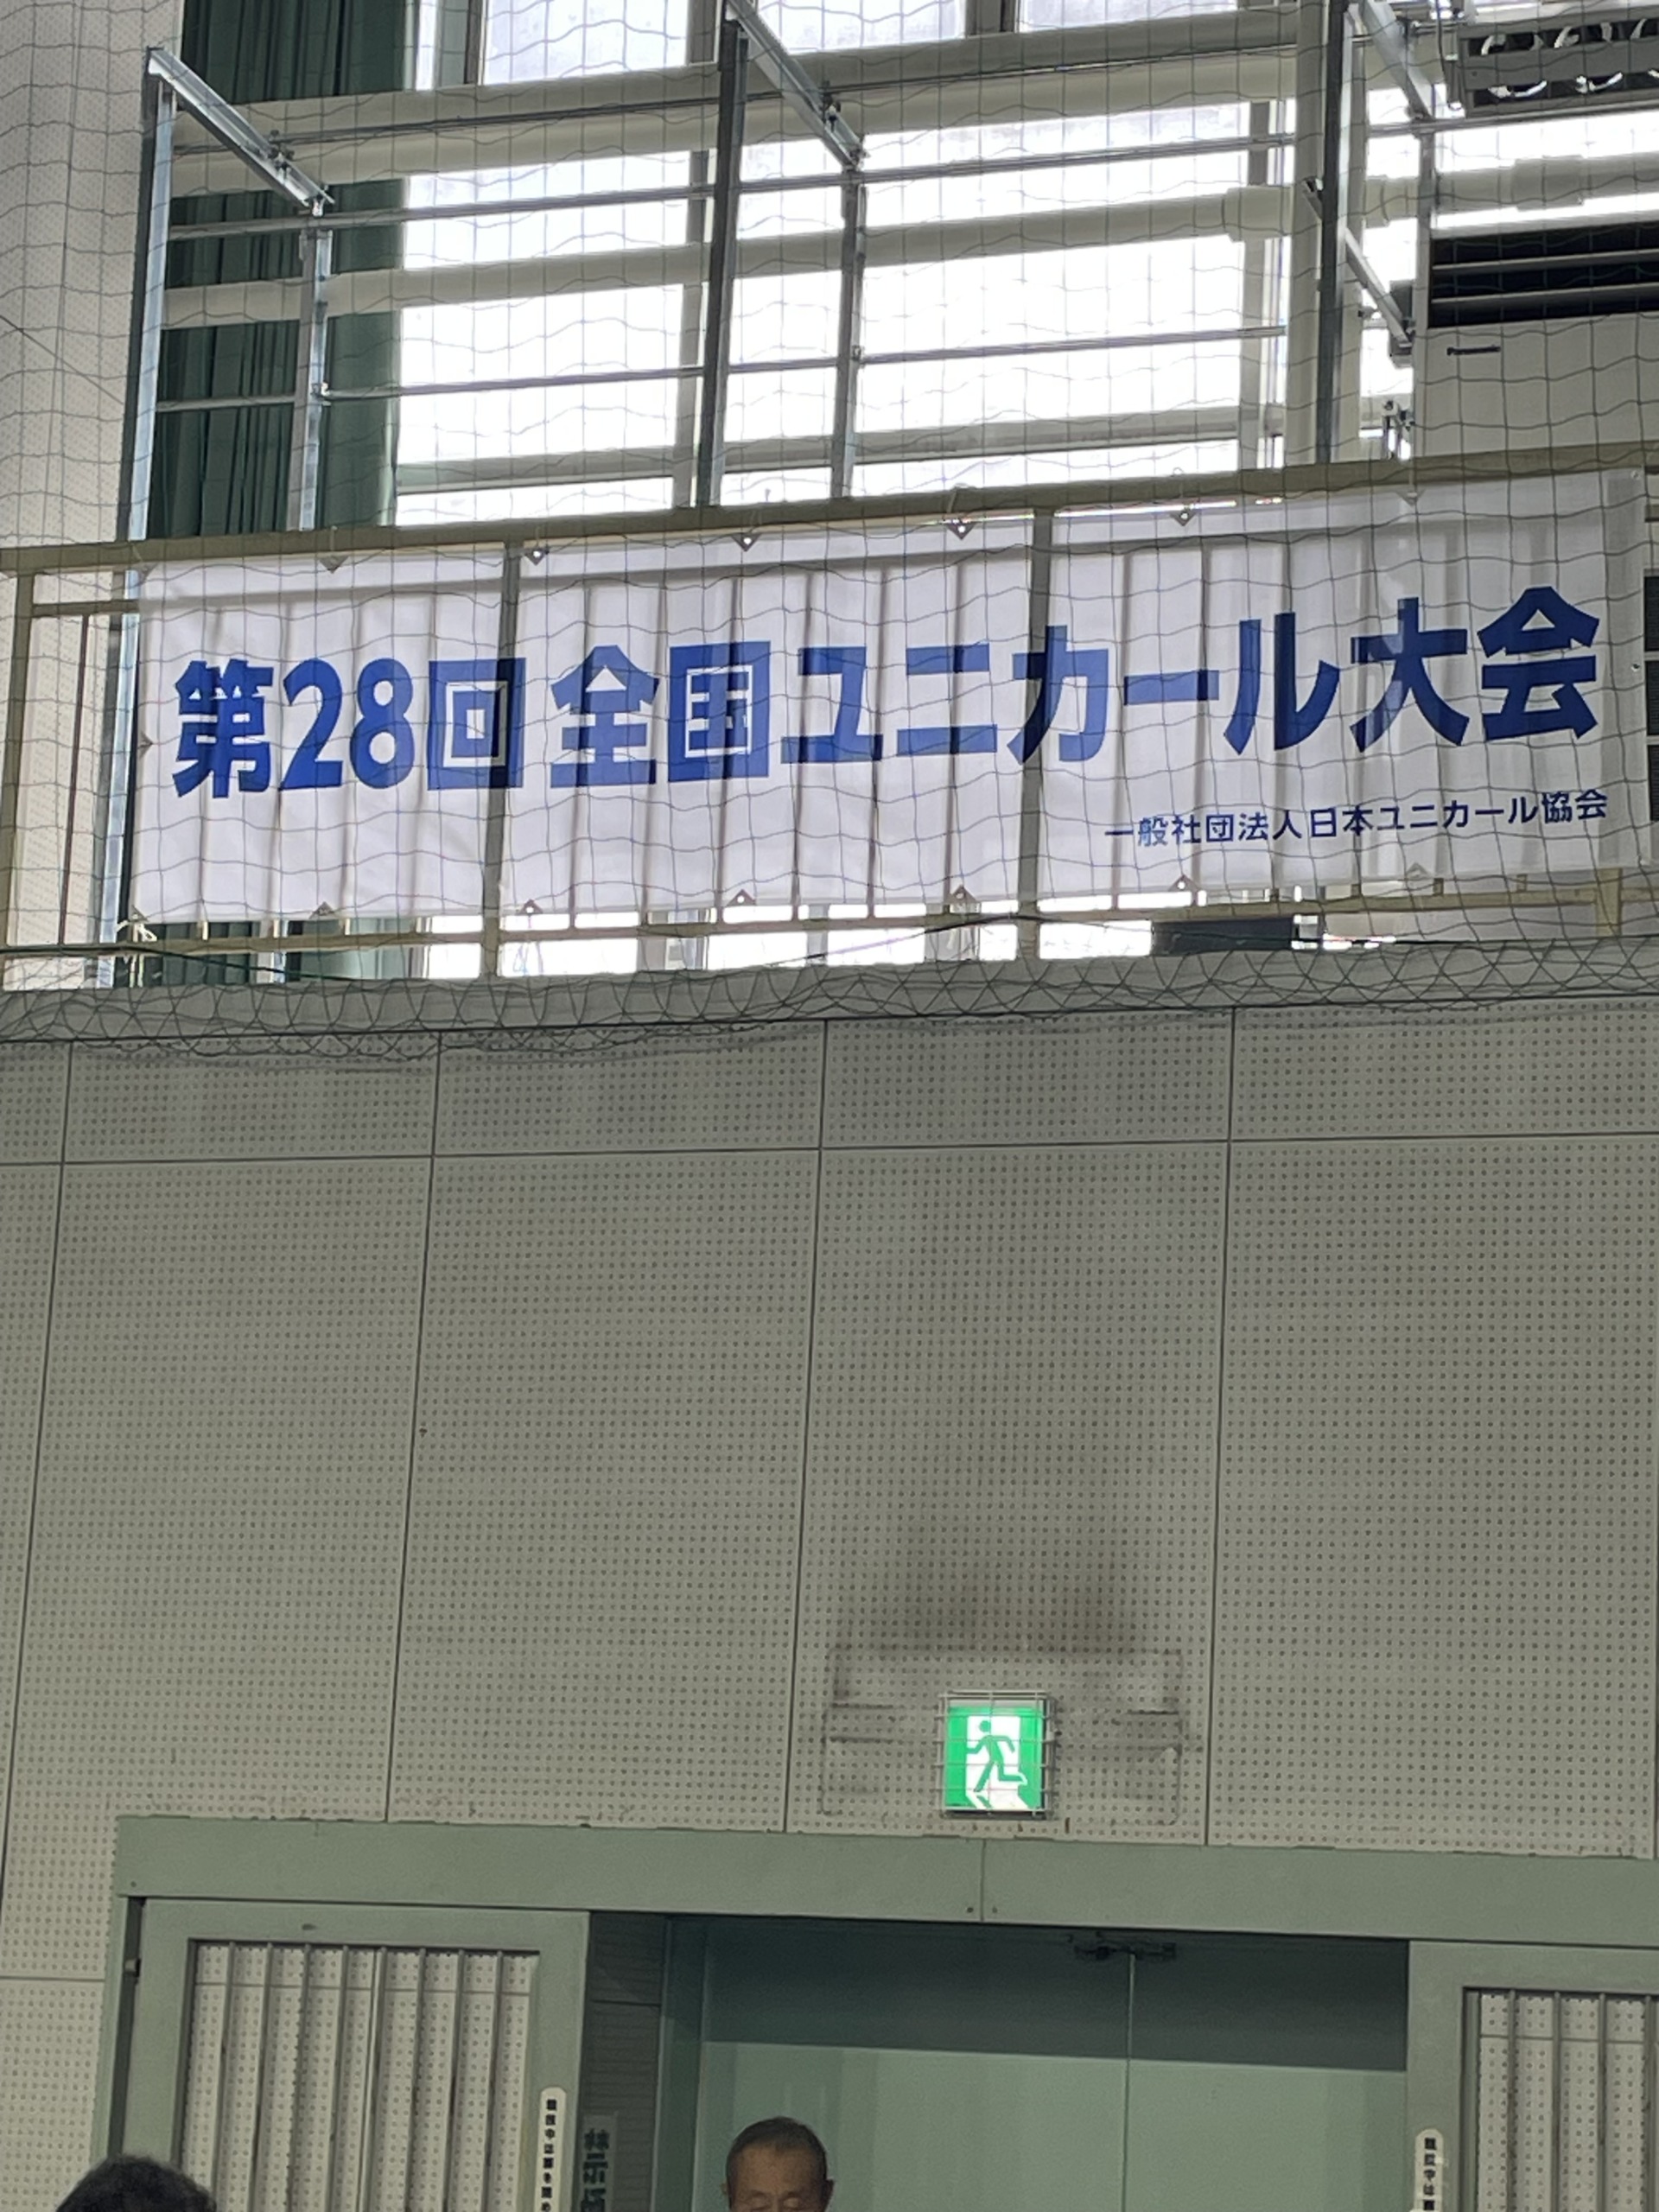 Panasonic
第28回 全国ユニカール大会
一般社団法人日本ユニカール協会